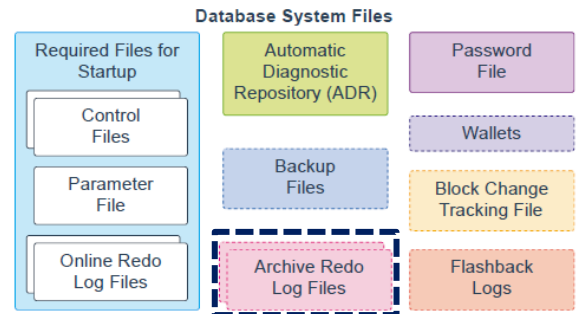 Database System Files
Required Files for
Startup
Control
Files
Parameter
File
Online Redo
Log Files
Automatic
Diagnostic
Repository (ADR)
Backup
Files
Archive Redo
Log Files
Password
File
Wallets
Block Change
Tracking File
Flashback
Logs